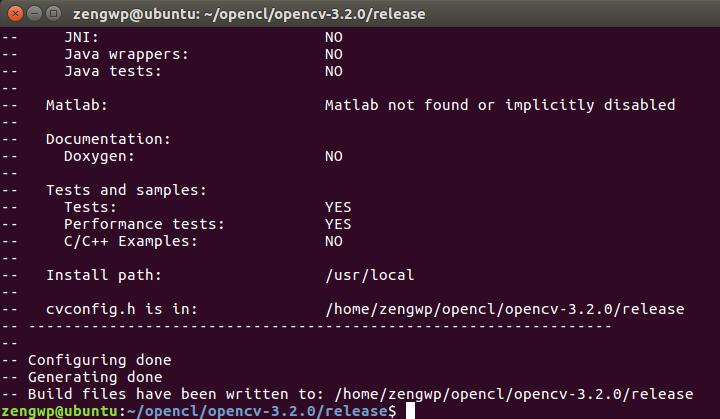 zengwp@ubuntu: ~/opencl/opencv-3.2.0/release
--     JNI:                         NO
--     Java wrappers:               NO
--     Java tests:                  NO
--
--   Matlab:                        Matlab not found or implicitly disabled
--
--   Documentation:
--     Doxygen:                     NO
--
--   Tests and samples:
--     Tests:                       YES
--     Performance tests:           YES
--     C/C++ Examples:              NO
--
--   Install path:                  /usr/local
--
--   cvconfig.h is in:              /home/zengwp/opencl/opencv-3.2.0/release
-- -----------------------------------------------------------------
--
-- Configuring done
-- Generating done
-- Build files have been written to: /home/zengwp/opencl/opencv-3.2.0/release
zengwp@ubuntu:~/opencl/opencv-3.2.0/release$